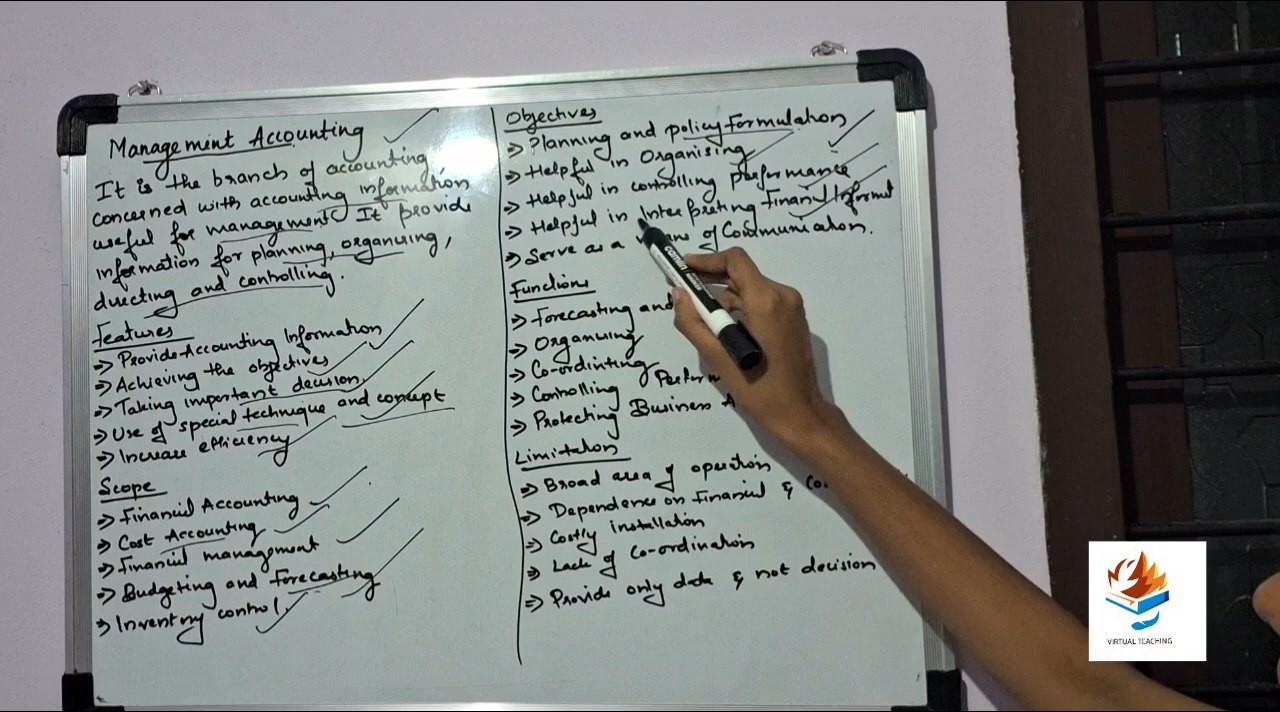 Management Accounting
It is the branch of accounting
concerned with accounting information
useful for management. It provide
information for planning, organising,
directing and controlling.
Features
=> Provide Accounting Information
=> Achieving the objectives
=> Taking important decision.
=> Use of special technique and concept
=> Increase efficiency
Scope
=> Financial Accounting
=> Cost Accounting
=> Financial management
=> Budgeting and Forecasting
=> Inventory control.
Objectives
=> Planning and policy formulation
=> Helpful in Organising
=> Helpful in controlling performance
=> Helpful in Interpreting
=> Serve as a of Communication.
Functions
=> Forecasting and
=> Organising
=> Co-ordinting
=> Controlling
=> Protecting Business
Limitation
=> Broad area of operation
=> Dependence on Financial &
=> Costly installation
=> Lack of co-ordination
=> Provide only data & not decision
VIRTUAL TEACHING